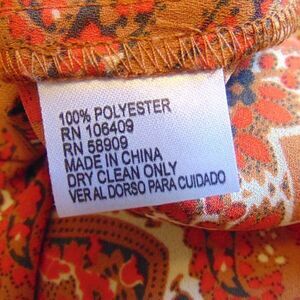 100% POLYESTER
RN 106409
RN 58909
MADE IN CHINA
DRY CLEAN ONLY
VER AL DORSO PARA CUIDADO